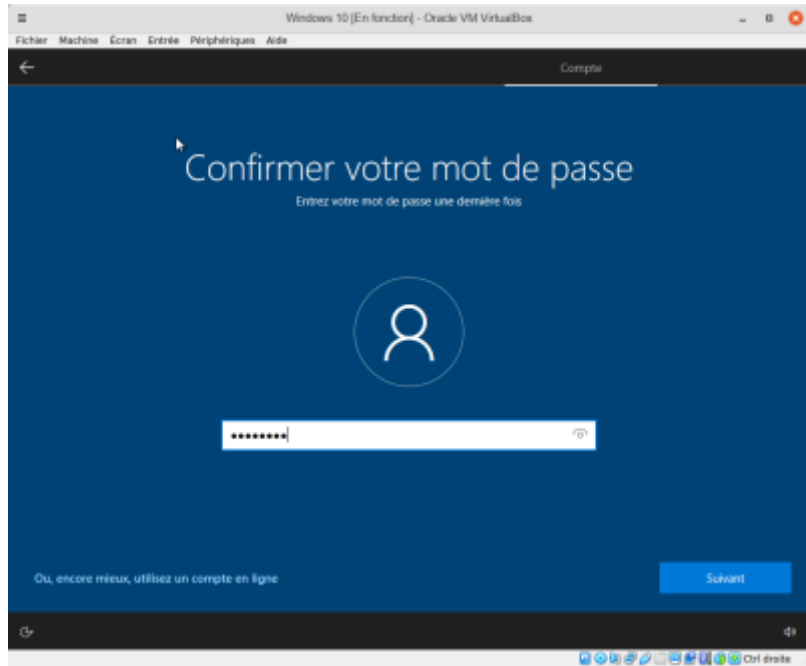 Windows 10 [En fonction] - Oracle VM VirtualBox
Fichier Machine Écran Entrée Périphériques Aide
Compte
Confirmer votre mot de passe
Entrez votre mot de passe une dernière fois
Ou, encore mieux, utilisez un compte en ligne
Suivant
Ctrl droite